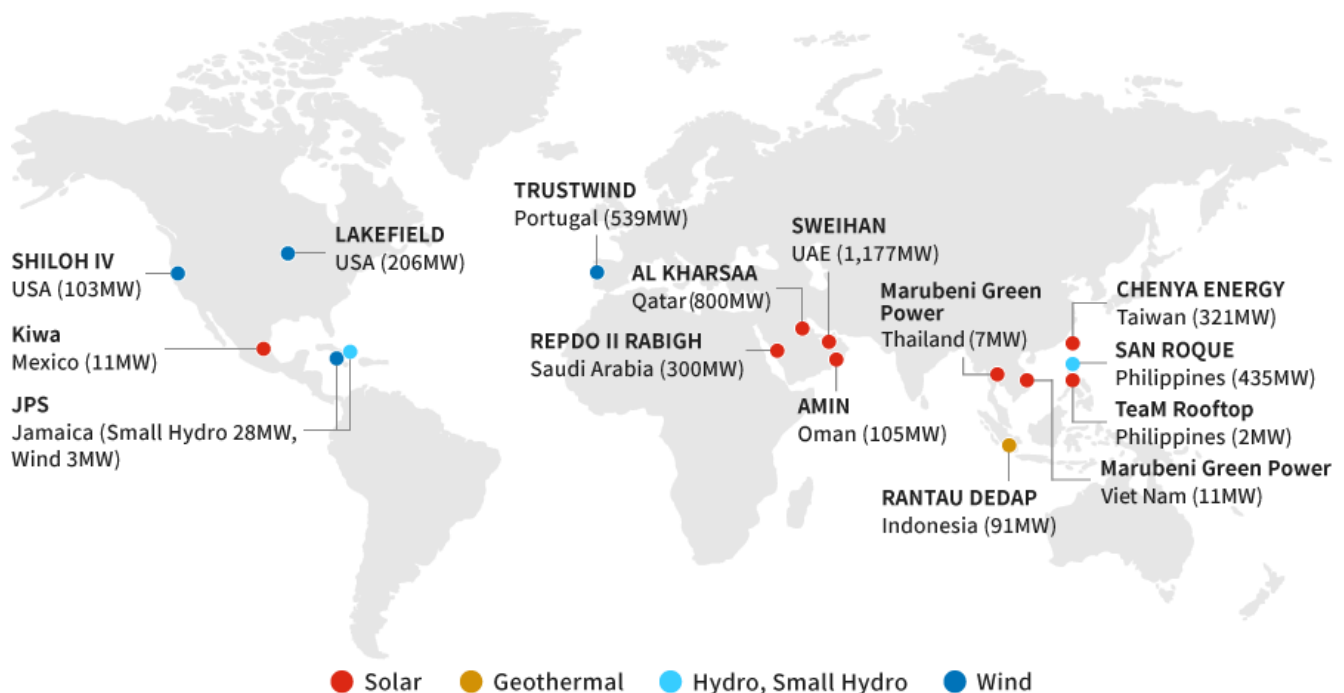 TRUSTWIND
Portugal (539MW)
LAKEFIELD
USA (206MW)
SWEIHAN
UAE (1,177MW)
SHILOH IV
USA (103MW)
AL KHARSAA
Qatar(800MW)
Marubeni Green
Power
Thailand (7MW)
CHENYA ENERGY
Taiwan (321MW)
Kiwa
Mexico (11MW)
REPDO II RABIGH
Saudi Arabia (300MW)
SAN ROQUE
Philippines (435MW)
JPS
Jamaica (Small Hydro 28MW,
Wind 3MW)
AMIN
Oman (105MW)
TeaM Rooftop
Philippines (2MW)
Marubeni Green Power
Viet Nam (11MW)
RANTAU DEDAP
Indonesia (91MW)
Solar Geothermal Hydro, Small Hydro Wind